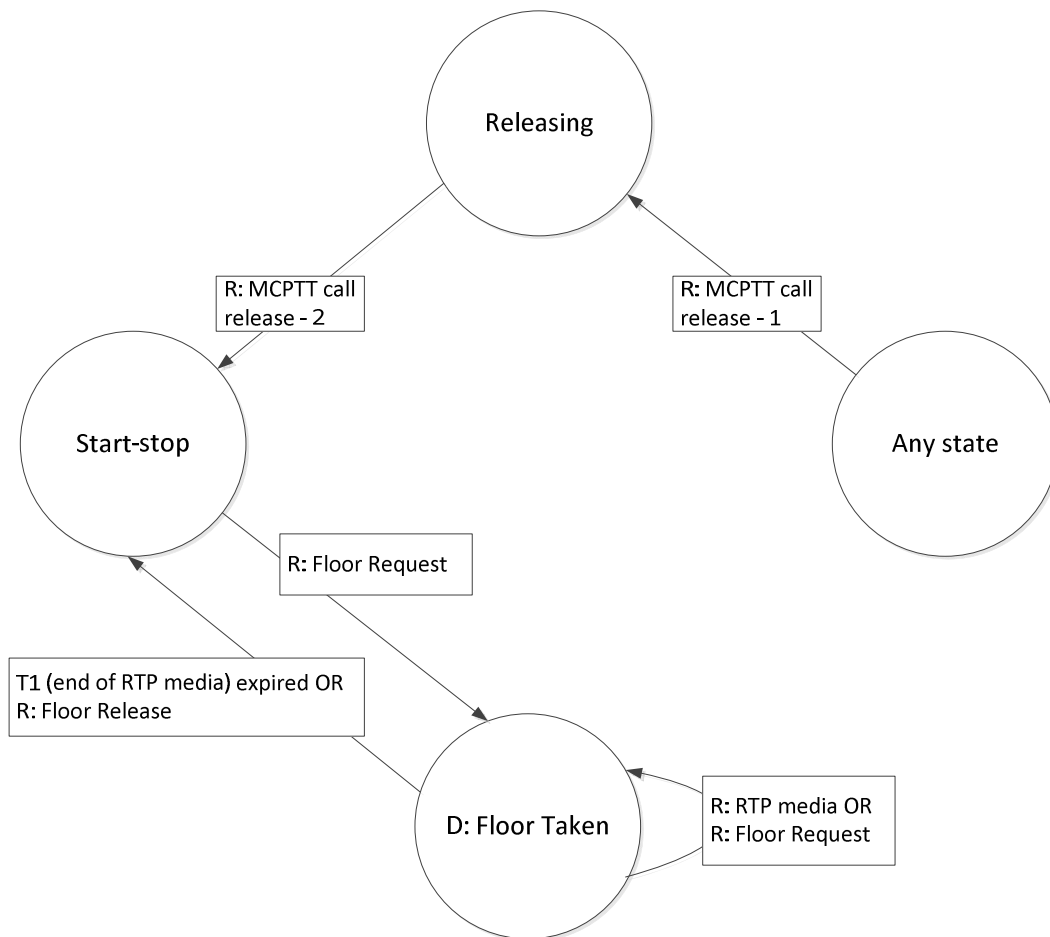 Releasing
R: MCPTT call
release - 2
R: MCPTT call
release - 1
Start-stop
Any state
R: Floor Request
T1 (end of RTP media) expired OR
R: Floor Release
D: Floor Taken
R: RTP media OR
R: Floor Request